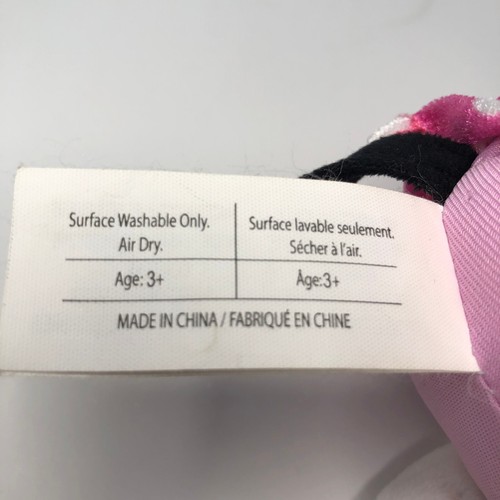 Surface Washable Only.
Air Dry.
Surface lavable seulement.
Sécher à l'air.
Age: 3+
Âge:3+
MADE IN CHINA / FABRIQUÉ EN CHINE